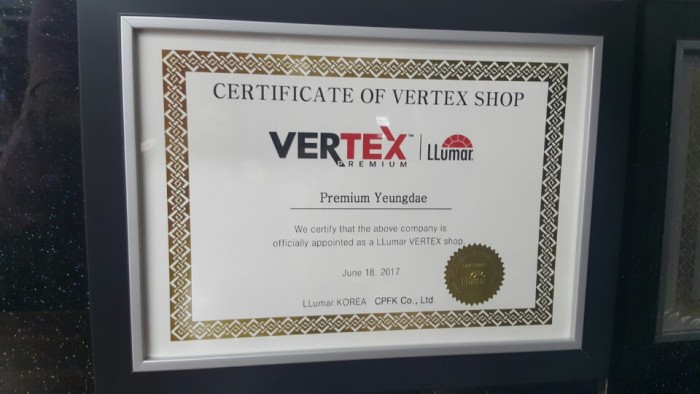 CERTIFICATE OF VERTEX SHOP
VERTEX™ | LLumar
PREMIUM
Premium Yeungdae
We certify that the above company is
officially appointed as a LLumar VERTEX shop.
June 18. 2017
LLumar KOREA CPFK Co., Ltd.